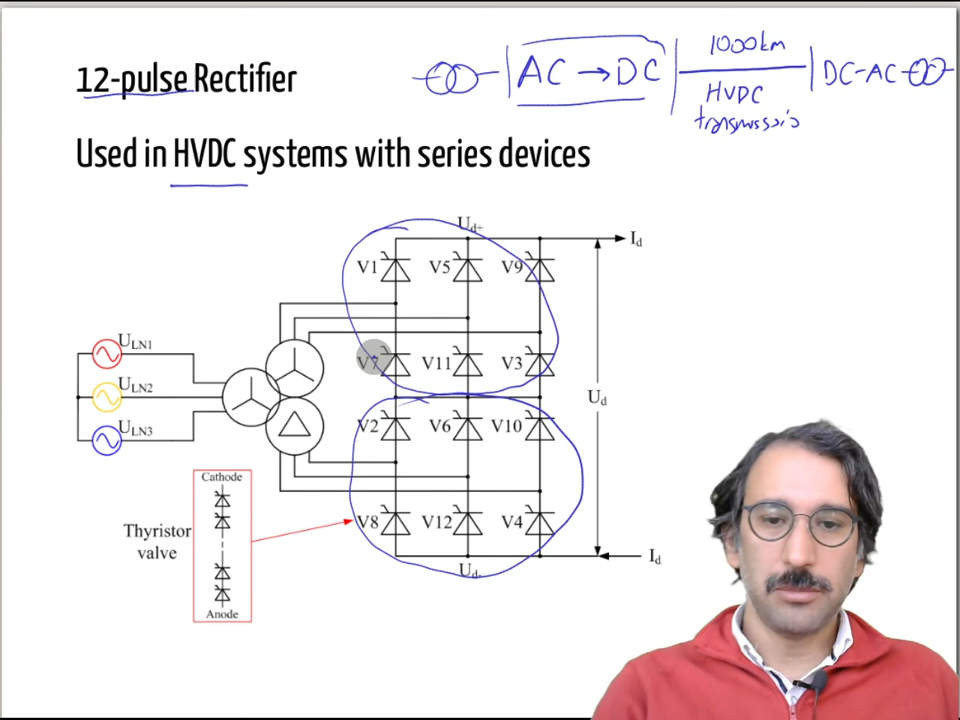 12-pulse Rectifier
AC → DC
1000km
HVDC
transmissio
DC-AC
Used in HVDC systems with series devices
Ud+
Id
V1 V5 V9
V7 V11 V3
ULN1
ULN2
ULN3
Ud
V2 V6 V10
V8 V12 V4
Cathode
Thyristor
valve
Anode
Ud-
Id